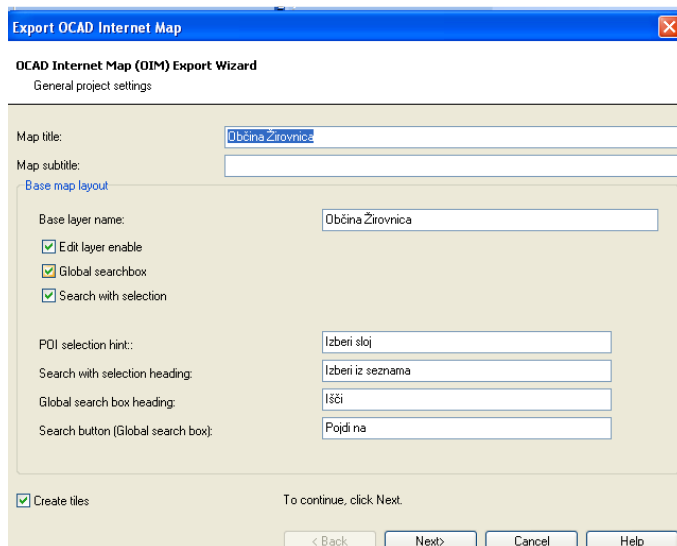 Export OCAD Internet Map
OCAD Internet Map (OIM) Export Wizard
General project settings
Map title: Občina Žirovnica
Map subtitle:
Base map layout
Base layer name: Občina Žirovnica
Edit layer enable
Global searchbox
Search with selection
POI selection hint:: Izberi sloj
Search with selection heading: Izberi iz seznama
Global search box heading: Išči
Search button (Global search box): Pojdi na
Create tiles To continue, click Next.
< Back Next> Cancel Help